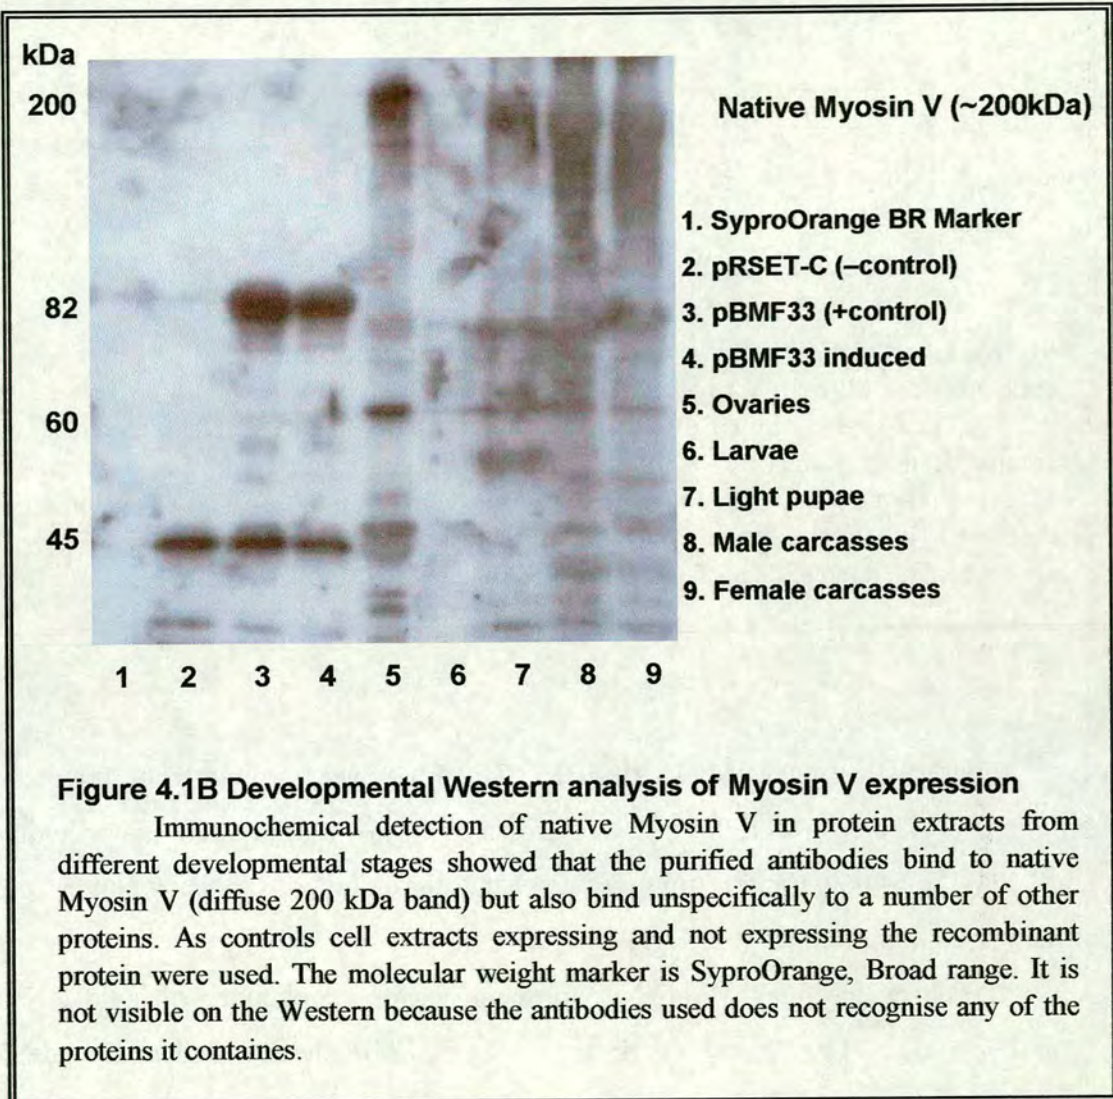 kDa
200
82
60
45
Native Myosin V (~200kDa)
1. SyproOrange BR Marker
2. pRSET-C (–control)
3. pBMF33 (+control)
4. pBMF33 induced
5. Ovaries
6. Larvae
7. Light pupae
8. Male carcasses
9. Female carcasses
1 2 3 4 5 6 7 8 9
Figure 4.1B Developmental Western analysis of Myosin V expression
Immunochemical detection of native Myosin V in protein extracts from
different developmental stages showed that the purified antibodies bind to native
Myosin V (diffuse 200 kDa band) but also bind unspecifically to a number of other
proteins. As controls cell extracts expressing and not expressing the recombinant
protein were used. The molecular weight marker is SyproOrange, Broad range. It is
not visible on the Western because the antibodies used does not recognise any of the
proteins it containes.